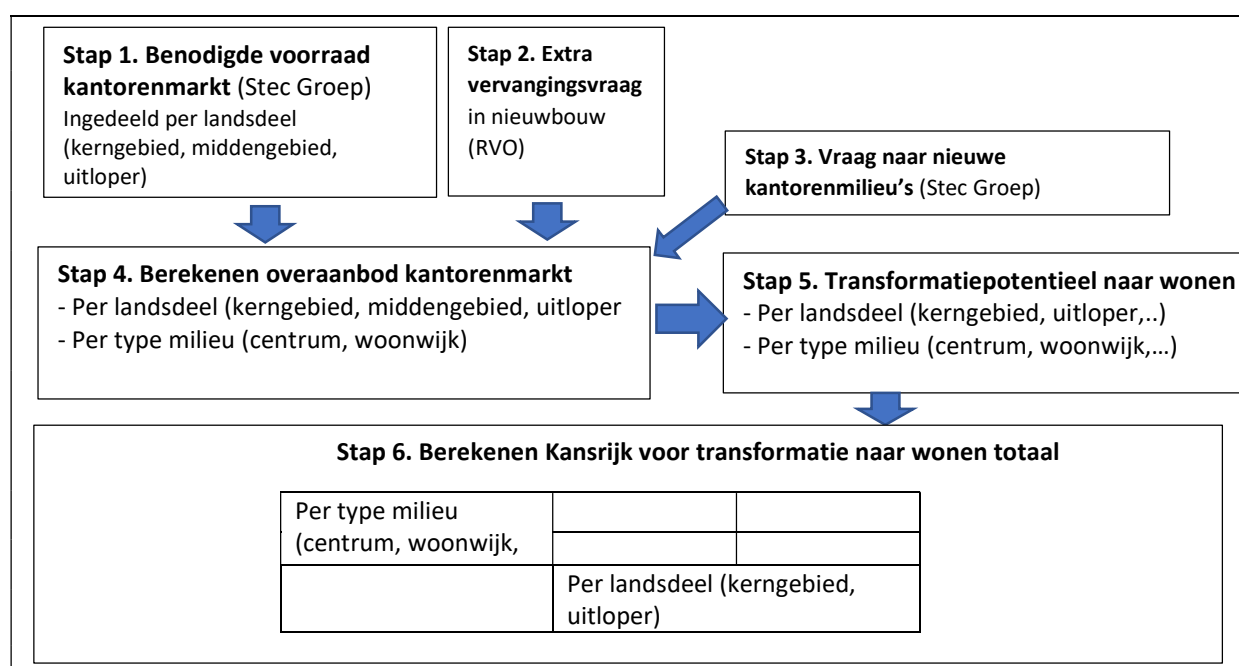 Stap 1. Benodigde voorraad
kantorenmarkt (Stec Groep)
Ingedeeld per landsdeel
(kerngebied, middengebied,
uitloper)
Stap 2. Extra
vervangingsvraag
in nieuwbouw
(RVO)
Stap 3. Vraag naar nieuwe
kantorenmilieu’s (Stec Groep)
Stap 4. Berekenen overaanbod kantorenmarkt
- Per landsdeel (kerngebied, middengebied, uitloper
- Per type milieu (centrum, woonwijk)
Stap 5. Transformatiepotentieel naar wonen
- Per landsdeel (kerngebied, uitloper,..)
- Per type milieu (centrum, woonwijk,…)
Stap 6. Berekenen Kansrijk voor transformatie naar wonen totaal
Per type milieu
(centrum, woonwijk,
Per landsdeel (kerngebied,
uitloper)